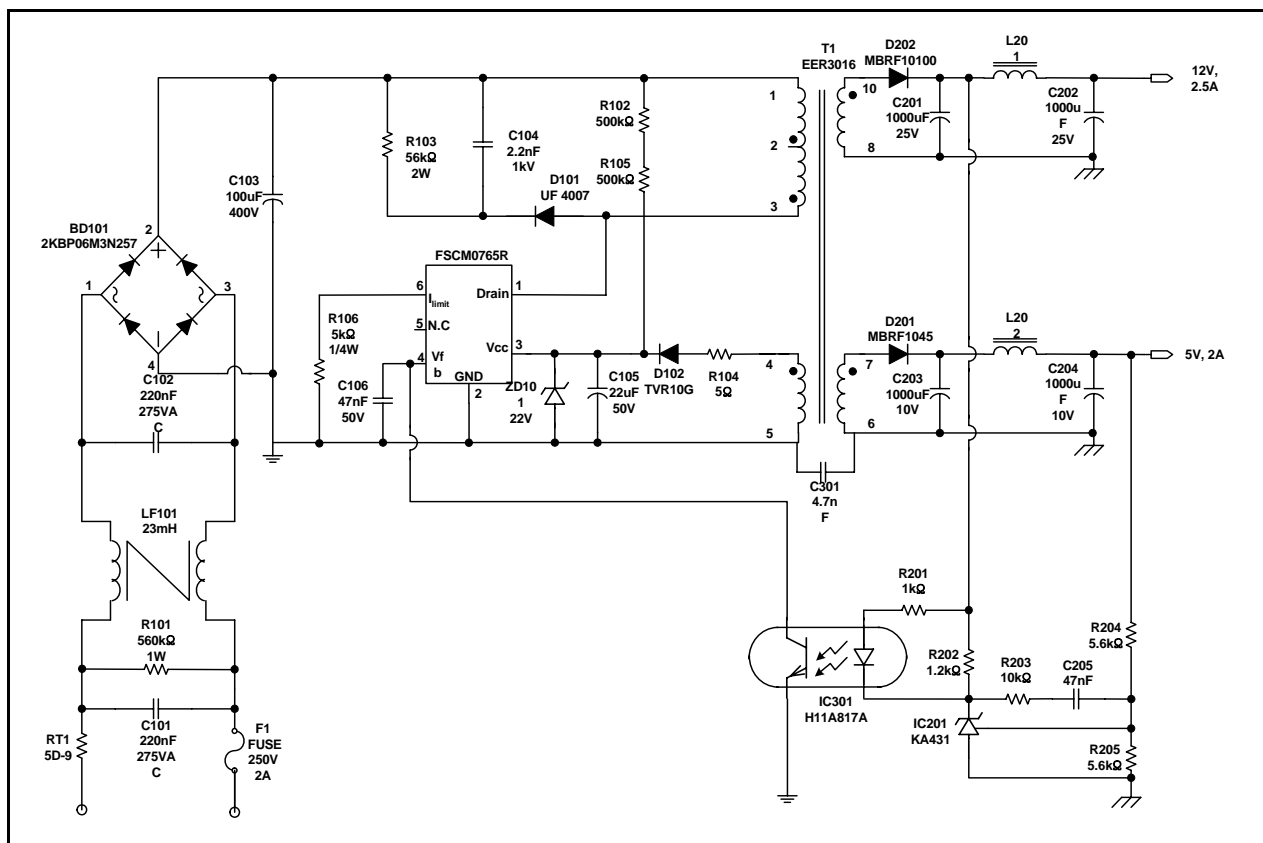 T1
EER3016
D202
MBRF10100
L20
1
12V,
2.5A
C201
1000uF
25V
C202
1000u
F
25V
1
2
3
10
8
R102
500kΩ
R105
500kΩ
R103
56kΩ
2W
C104
2.2nF
1kV
D101
UF 4007
C103
100uF
400V
BD101
2KBP06M3N257
2
1
3
4
+
~
~
−
FSCM0765R
6
Ilimit
5
N.C
4
Vf
b
Drain
1
Vcc
3
GND
2
R106
5kΩ
1/4W
C106
47nF
50V
ZD10
1
22V
C105
22uF
50V
D102
TVR10G
R104
5Ω
4
5
7
6
D201
MBRF1045
L20
2
5V, 2A
C203
1000uF
10V
C204
1000u
F
10V
C301
4.7n
F
C102
220nF
275VA
C
LF101
23mH
R101
560kΩ
1W
C101
220nF
275VA
C
RT1
5D-9
F1
FUSE
250V
2A
R201
1kΩ
R202
1.2kΩ
R203
10kΩ
C205
47nF
R204
5.6kΩ
R205
5.6kΩ
IC301
H11A817A
IC201
KA431